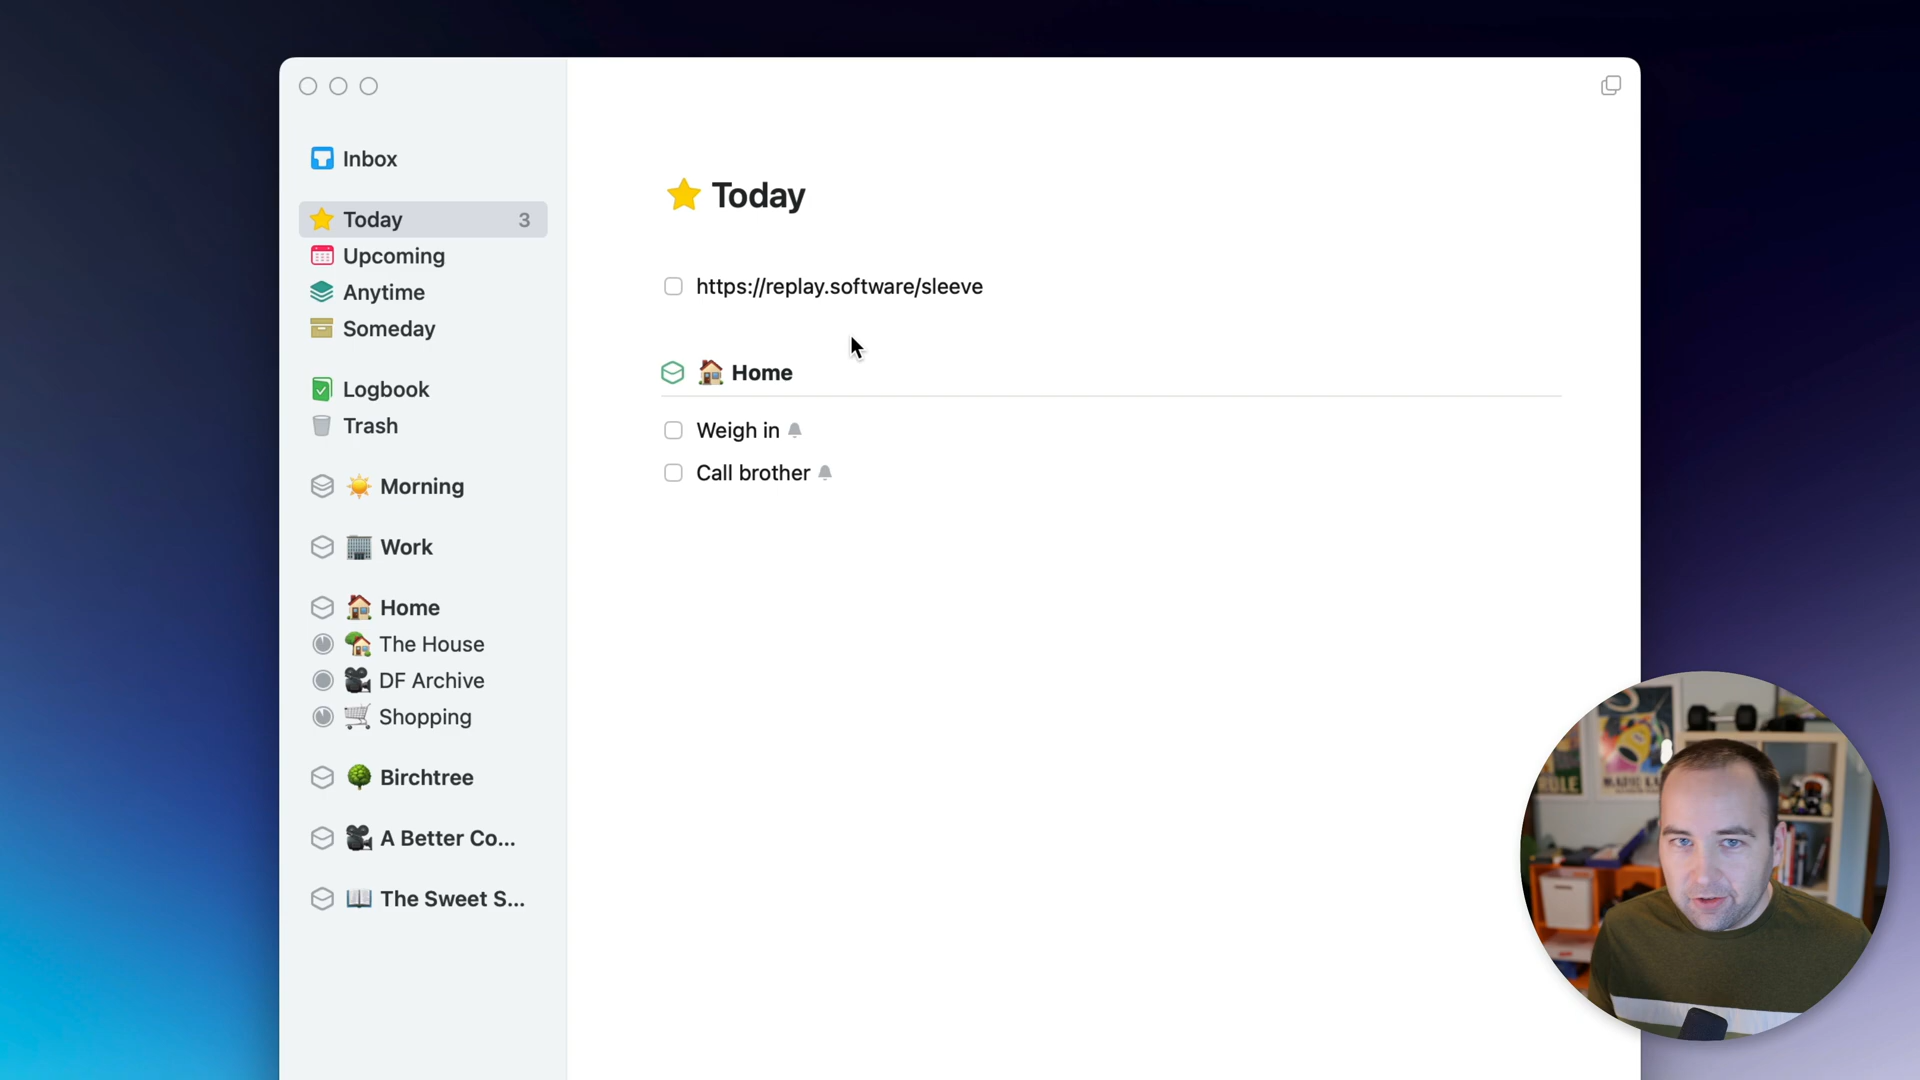 Inbox
Today 3
Upcoming
Anytime
Someday
Logbook
Trash
Morning
Work
Home
The House
DF Archive
Shopping
Birchtree
A Better Co...
The Sweet S...
Today
https://replay.software/sleeve
Home
Weigh in
Call brother